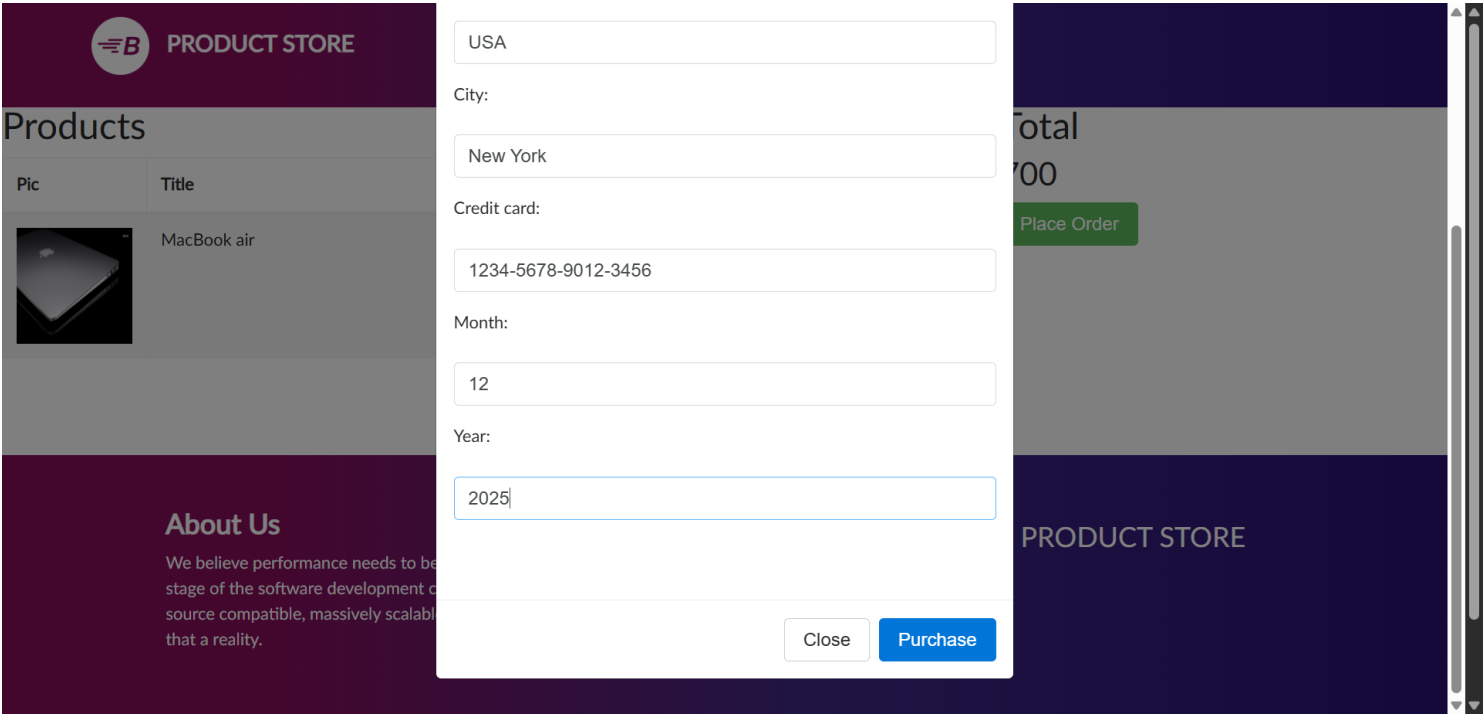 B PRODUCT STORE
Products
Pic Title
MacBook air
USA
City:
New York
Credit card:
1234-5678-9012-3456
Month:
12
Year:
2025
Close Purchase
Total
700
Place Order
About Us
We believe performance needs to be
stage of the software development
source compatible, massively
that a reality.
PRODUCT STORE